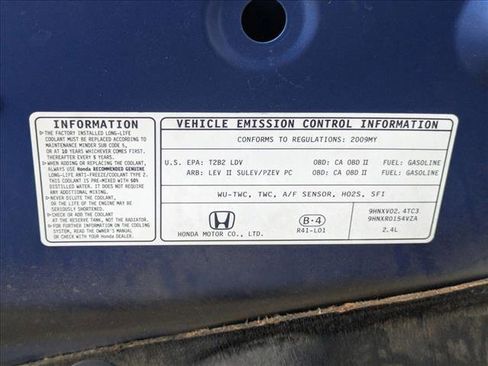 INFORMATION
THE FACTORY INSTALLED LONG-LIFE
COOLANT MUST BE REPLACED ACCORDING TO
MAINTENANCE MINDER SUB CODE 5,
OR AT 10 YEARS WHICHEVER COMES FIRST.
THEREAFTER EVERY 5 YEARS.
WHEN ADDING OR REPLACING THE COOLANT,
ALWAYS USE Honda RECOMMENDED GENUINE
LONG-LIFE ANTI-FREEZE/COOLANT TYPE 2.
THIS COOLANT IS PRE-MIXED WITH 50%
DISTILLED WATER. IT DOES NOT REQUIRE
ANY ADDITIONAL MIXING.
NEVER DILUTE THE COOLANT,
OR THE LIFE OF THE ENGINE MAY BE
SERIOUSLY SHORTENED.
CHECK OR ADD THE COOLANT
AT THE RESERVE TANK, NOT THE RADIATOR.
FOR FURTHER INFORMATION ON THE COOLING
SYSTEM, PLEASE READ THE OWNER'S MANUAL
OR CHECK WITH AUTHORIZED Honda DEALER.
VEHICLE EMISSION CONTROL INFORMATION
CONFORMS TO REGULATIONS: 2009MY
U.S. EPA: T2B2 LDV OBD: CA OBD II FUEL: GASOLINE
ARB: LEV II SULEV/PZEV PC OBD: CA OBD II FUEL: GASOLINE
WU-TWC, TWC, A/F SENSOR, HO2S, SFI
HONDA MOTOR CO., LTD.
B-4
R41-L01
9HNXV02.4TC3
9HNXR0154VZA
2.4L